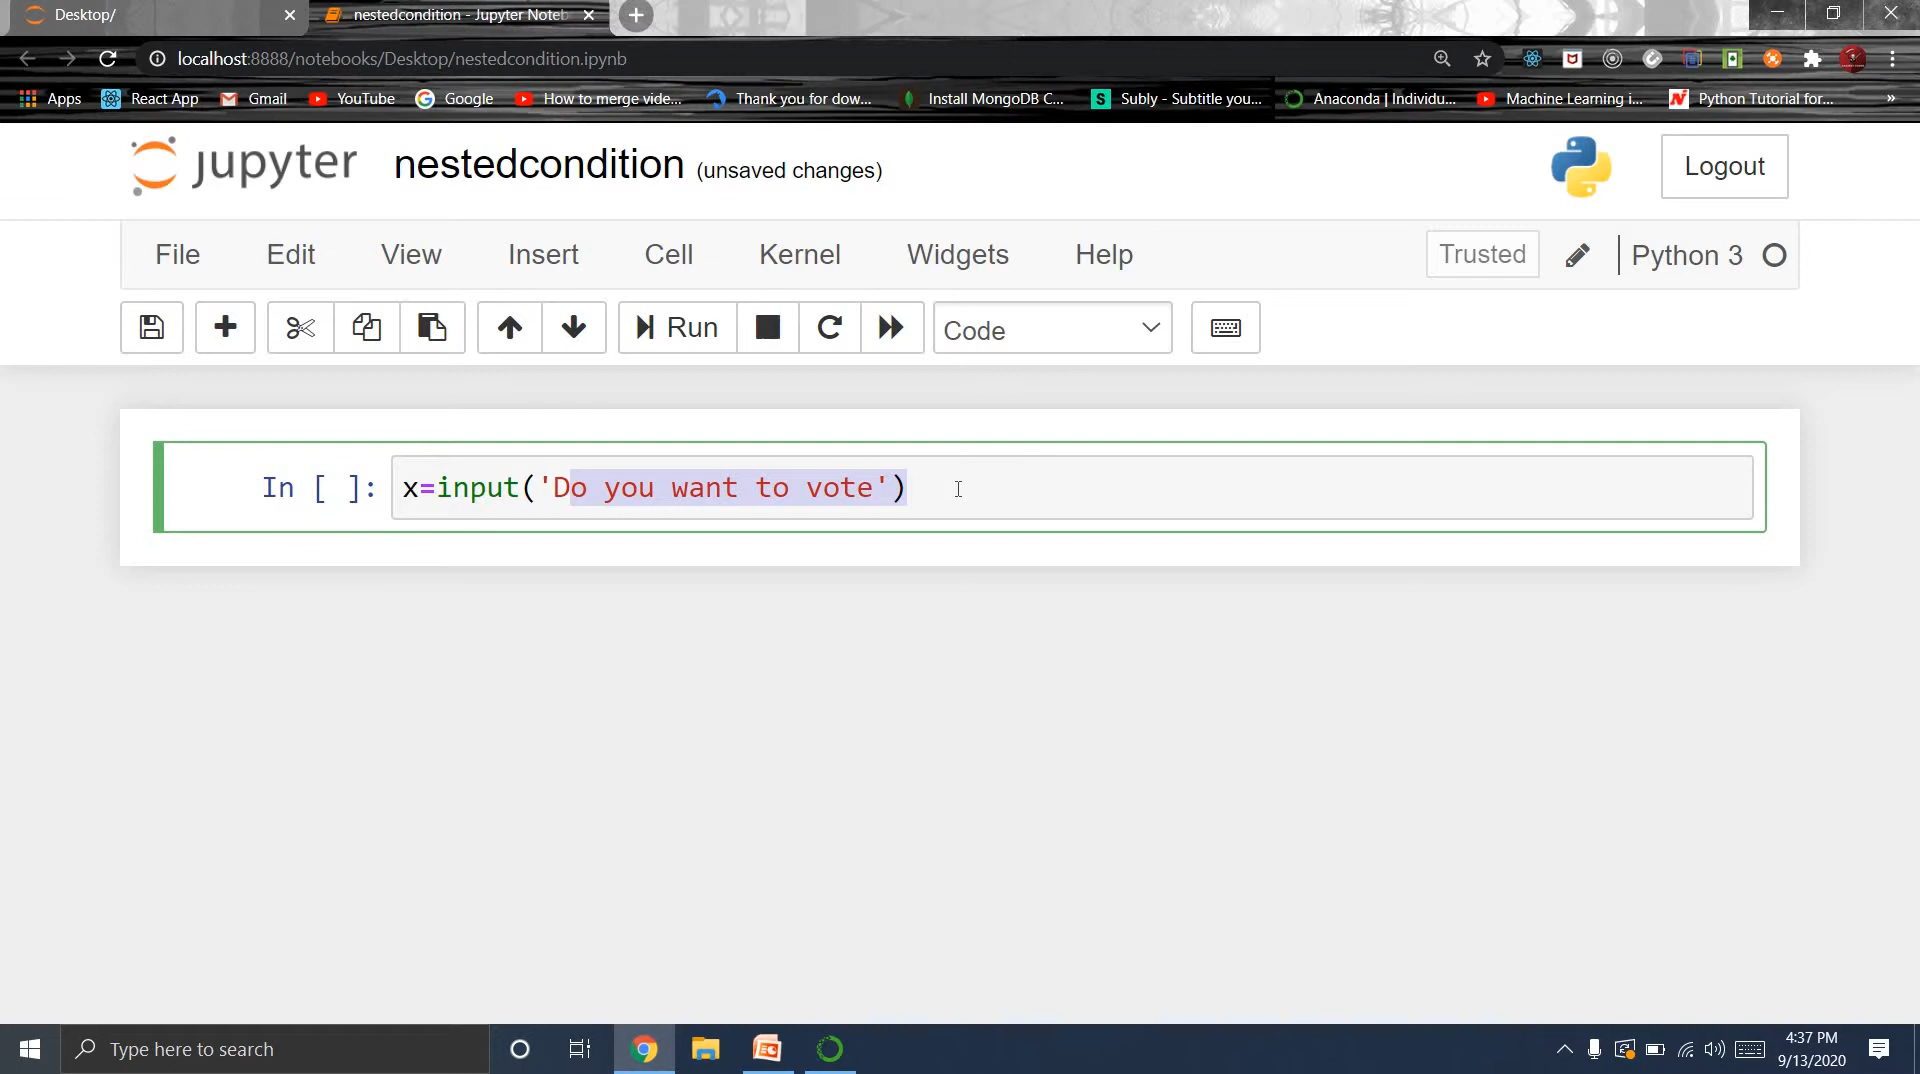 Desktop/
nestedcondition - Jupyter Noteb
localhost:8888/notebooks/Desktop/nestedcondition.ipynb
Apps React App Gmail YouTube Google How to merge vide... Thank you for dow... Install MongoDB C... Subly - Subtitle you... Anaconda | Individu... Machine Learning i... Python Tutorial for... »
jupyter nestedcondition (unsaved changes) Logout
File Edit View Insert Cell Kernel Widgets Help Trusted Python 3
Run Code
In [ ]: x=input('Do you want to vote')
Type here to search
4:37 PM
9/13/2020